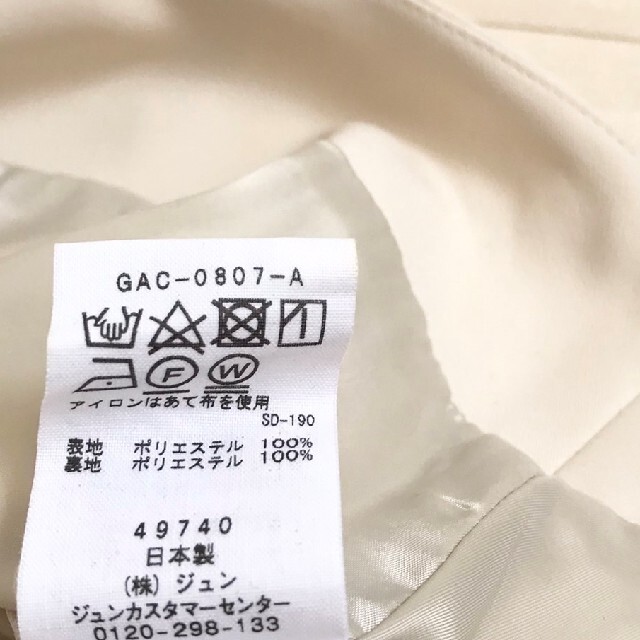 GAC-0807-A
F W
アイロンはあて布を使用
SD-190
表地 ポリエステル 100%
裏地 ポリエステル 100%
49740
日本製
(株) ジュン
ジュンカスタマーセンター
0120-298-133